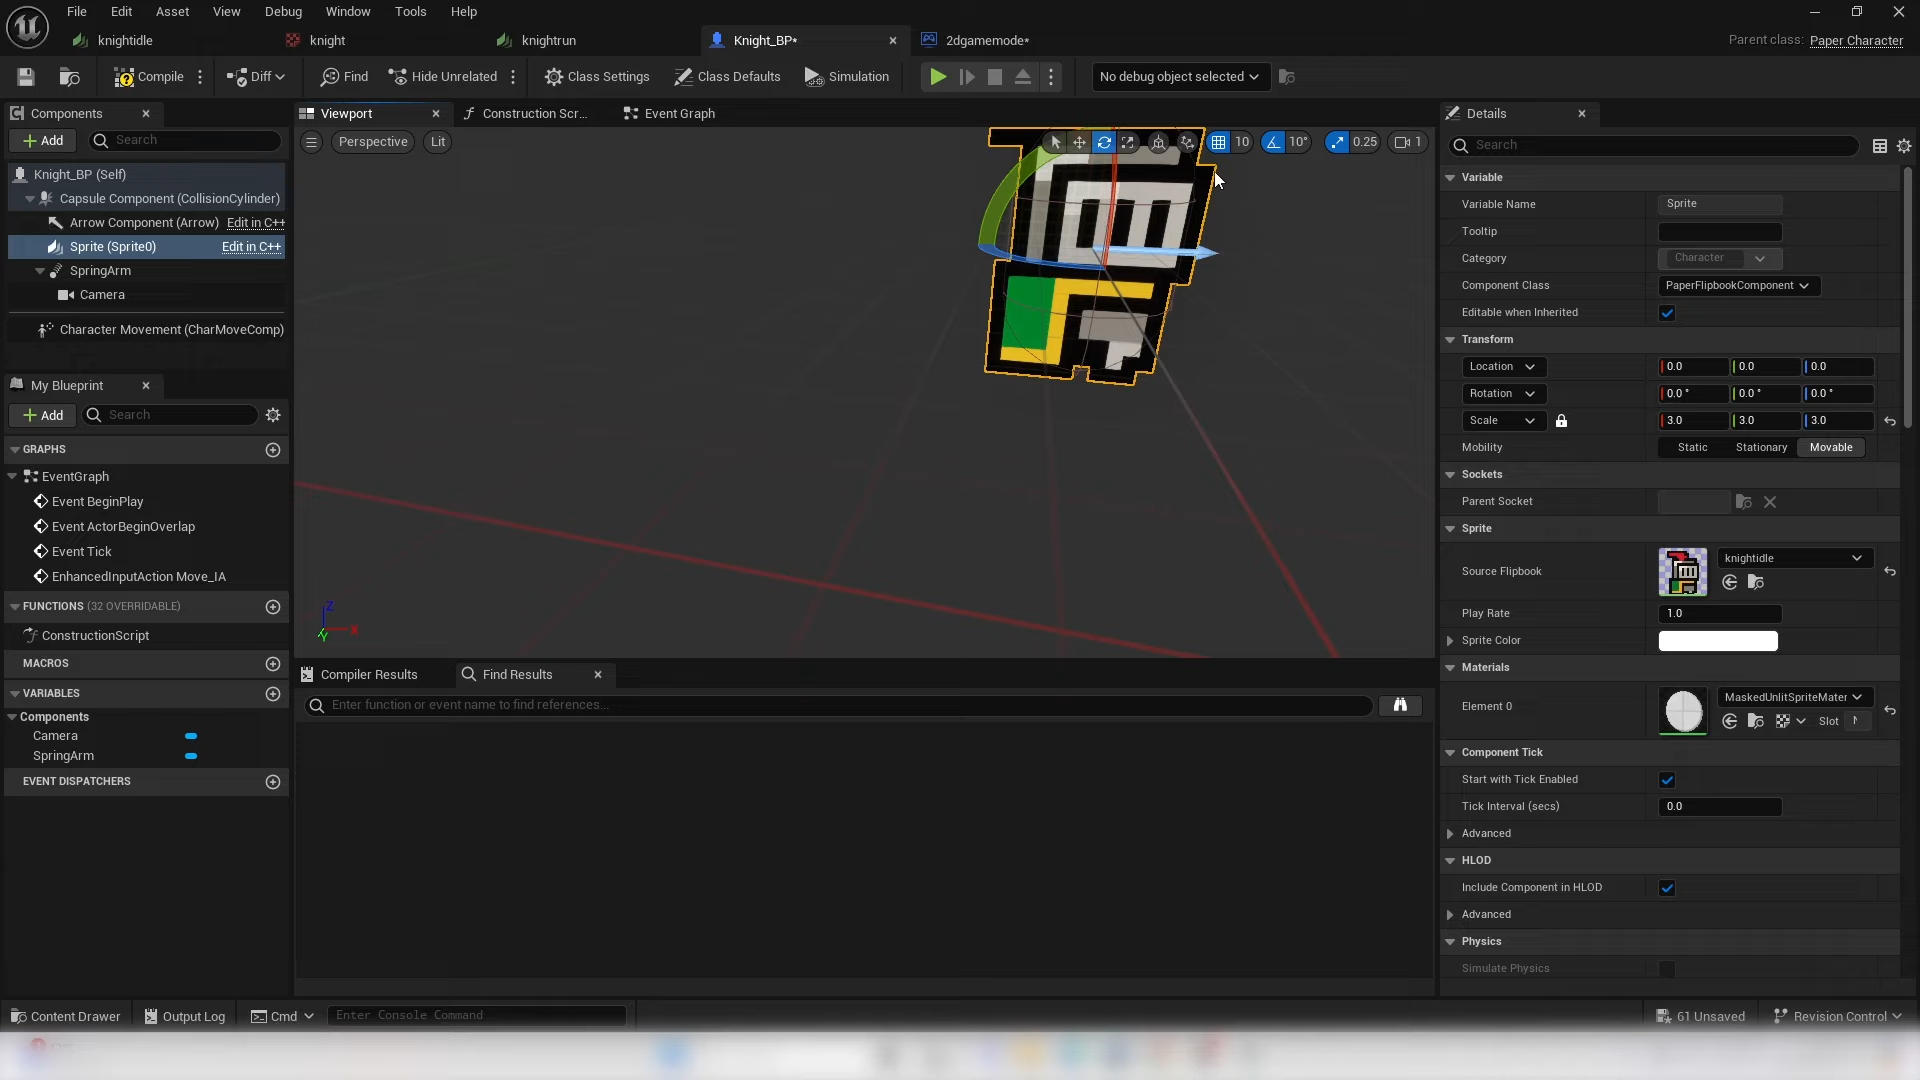 File Edit Asset View Debug Window Tools Help
knightidle knight knightrun Knight_BP* 2dgamemode*
Parent class: Paper Character
Compile Diff Find Hide Unrelated Class Settings Class Defaults Simulation No debug object selected
Components
Add Search
Knight_BP (Self)
Capsule Component (CollisionCylinder)
Arrow Component (Arrow) Edit in C++
Sprite (Sprite0) Edit in C++
SpringArm
Camera
Character Movement (CharMoveComp)
My Blueprint
Add Search
GRAPHS
EventGraph
Event BeginPlay
Event ActorBeginOverlap
Event Tick
EnhancedInputAction Move_IA
FUNCTIONS (32 OVERRIDABLE)
ConstructionScript
MACROS
VARIABLES
Components
Camera
SpringArm
EVENT DISPATCHERS
Viewport Construction Scr... Event Graph
Perspective Lit 10 10° 0.25 1
Z
X
Y
Compiler Results Find Results
Enter function or event name to find references...
Details
Search
Variable
Variable Name Sprite
Tooltip
Category Character
Component Class PaperFlipbookComponent
Editable when Inherited
Transform
Location 0.0 0.0 0.0
Rotation 0.0 ° 0.0 ° 0.0 °
Scale 3.0 3.0 3.0
Mobility Static Stationary Movable
Sockets
Parent Socket
Sprite
Source Flipbook knightidle
Play Rate 1.0
Sprite Color
Materials
Element 0 MaskedUnlitSpriteMater
Slot
Component Tick
Start with Tick Enabled
Tick Interval (secs) 0.0
Advanced
HLOD
Include Component in HLOD
Advanced
Physics
Simulate Physics
Content Drawer Output Log Cmd Enter Console Command 61 Unsaved Revision Control